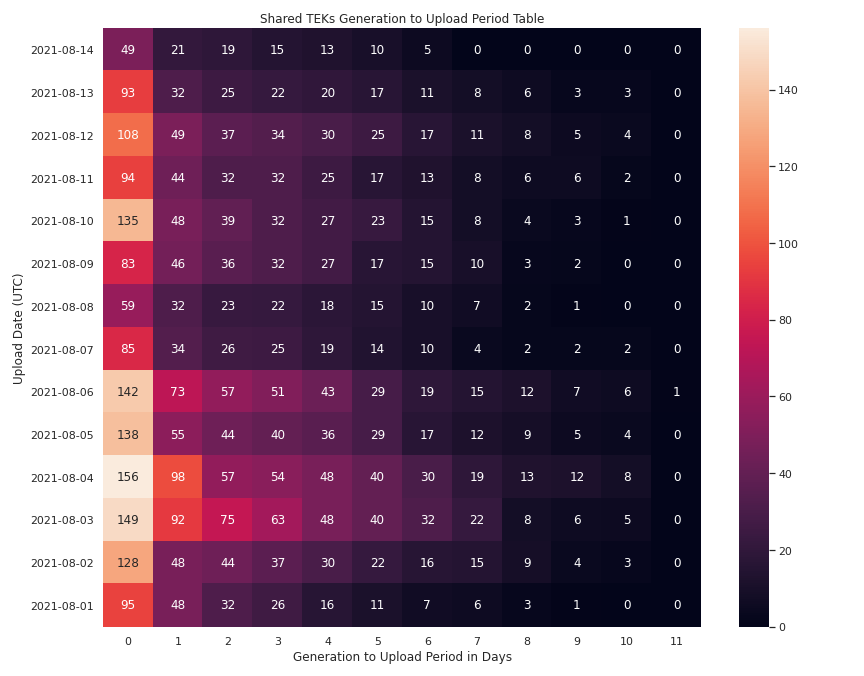 Shared TEKs Generation to Upload Period Table
Upload Date (UTC)
2021-08-14 49 21 19 15 13 10 5 0 0 0 0 0
2021-08-13 93 32 25 22 20 17 11 8 6 3 3 0
2021-08-12 108 49 37 34 30 25 17 11 8 5 4 0
2021-08-11 94 44 32 32 25 17 13 8 6 6 2 0
2021-08-10 135 48 39 32 27 23 15 8 4 3 1 0
2021-08-09 83 46 36 32 27 17 15 10 3 2 0 0
2021-08-08 59 32 23 22 18 15 10 7 2 1 0 0
2021-08-07 85 34 26 25 19 14 10 4 2 2 2 0
2021-08-06 142 73 57 51 43 29 19 15 12 7 6 1
2021-08-05 138 55 44 40 36 29 17 12 9 5 4 0
2021-08-04 156 98 57 54 48 40 30 19 13 12 8 0
2021-08-03 149 92 75 63 48 40 32 22 8 6 5 0
2021-08-02 128 48 44 37 30 22 16 15 9 4 3 0
2021-08-01 95 48 32 26 16 11 7 6 3 1 0 0
0 1 2 3 4 5 6 7 8 9 10 11
Generation to Upload Period in Days
140
120
100
80
60
40
20
0